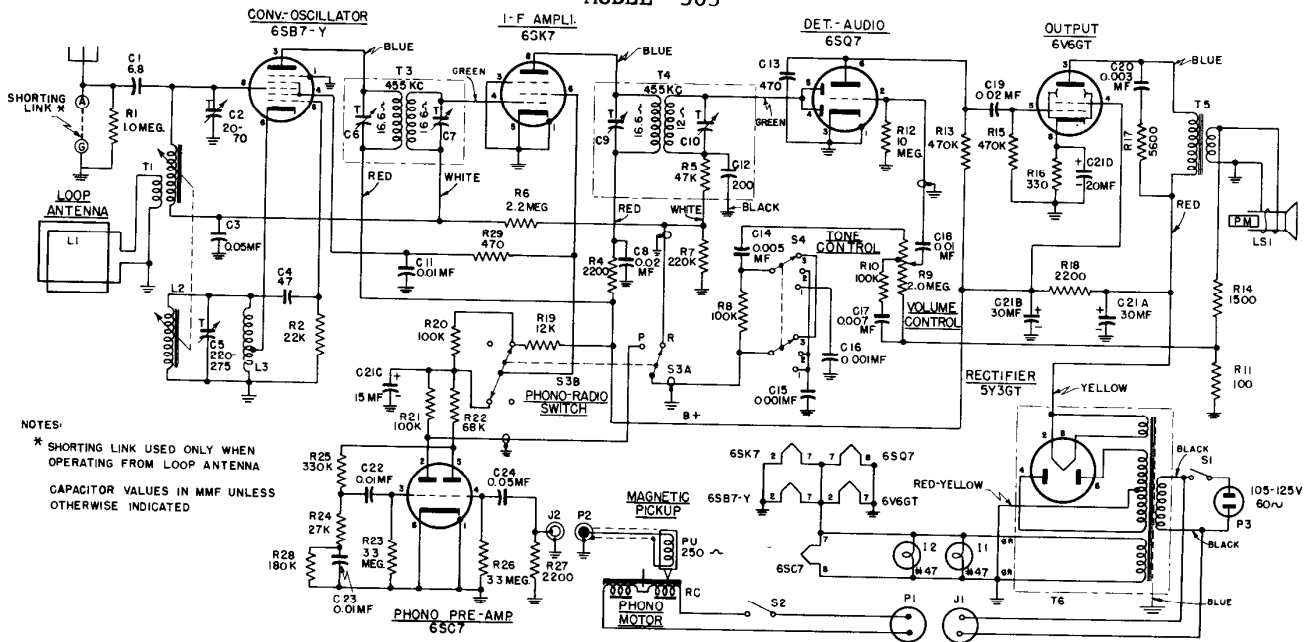 CONV.-OSCILLATOR
6SB7-Y
I-F AMPLI.
6SK7
DET.-AUDIO
6SQ7
OUTPUT
6V6GT
BLUE
BLUE
BLUE
C1
6.8
SHORTING
LINK *
A
G
R1
1.0 MEG.
C2
20-
70
T1
LOOP
ANTENNA
L1
C3
0.05MF
C4
47
L2
C5
220-
275
L3
R2
22K
T3
455KC
C6
16.6
16.6
C7
GREEN
RED
WHITE
R6
2.2 MEG
R29
470
C11
0.01MF
T4
455KC
C9
16.6
12
C10
GREEN
R5
47K
C12
200
BLACK
WHITE
RED
R4
2200
C8
0.02
MF
R7
220K
C13
470
R12
10
MEG.
R13
470K
C19
0.02MF
R15
470K
R16
330
C21D
20MF
C20
0.003
MF
R17
5600
T5
RED
P.M
LS1
C14
0.005
MF
TONE
CONTROL
S4
R8
100K
C16
0.001MF
C15
0.001MF
R10
100K
R9
2.0MEG.
C18
0.01
MF
C17
0.007
MF
VOLUME
CONTROL
R18
2200
C21B
30MF
C21A
30MF
R14
1500
R11
100
R20
100K
R19
12K
P
R
S3A
S3B
PHONO-RADIO
SWITCH
B+
C21C
15MF
R21
100K
R22
68K
RECTIFIER
5Y3GT
YELLOW
NOTES:
* SHORTING LINK USED ONLY WHEN
OPERATING FROM LOOP ANTENNA
CAPACITOR VALUES IN MMF UNLESS
OTHERWISE INDICATED
R25
330K
R24
27K
R28
180K
C23
0.01MF
C22
0.01MF
R23
3.3
MEG.
R26
3.3 MEG.
C24
0.05MF
R27
2200
J2
P2
PHONO PRE-AMP
6SC7
MAGNETIC
PICKUP
PU
250
RC
PHONO
MOTOR
S2
P1
J1
6SK7
6SQ7
6SB7-Y
6V6GT
6SC7
I2
#47
I1
#47
RED-YELLOW
GR
GR
T6
BLUE
BLACK
S1
105-125V
60~
P3
BLACK